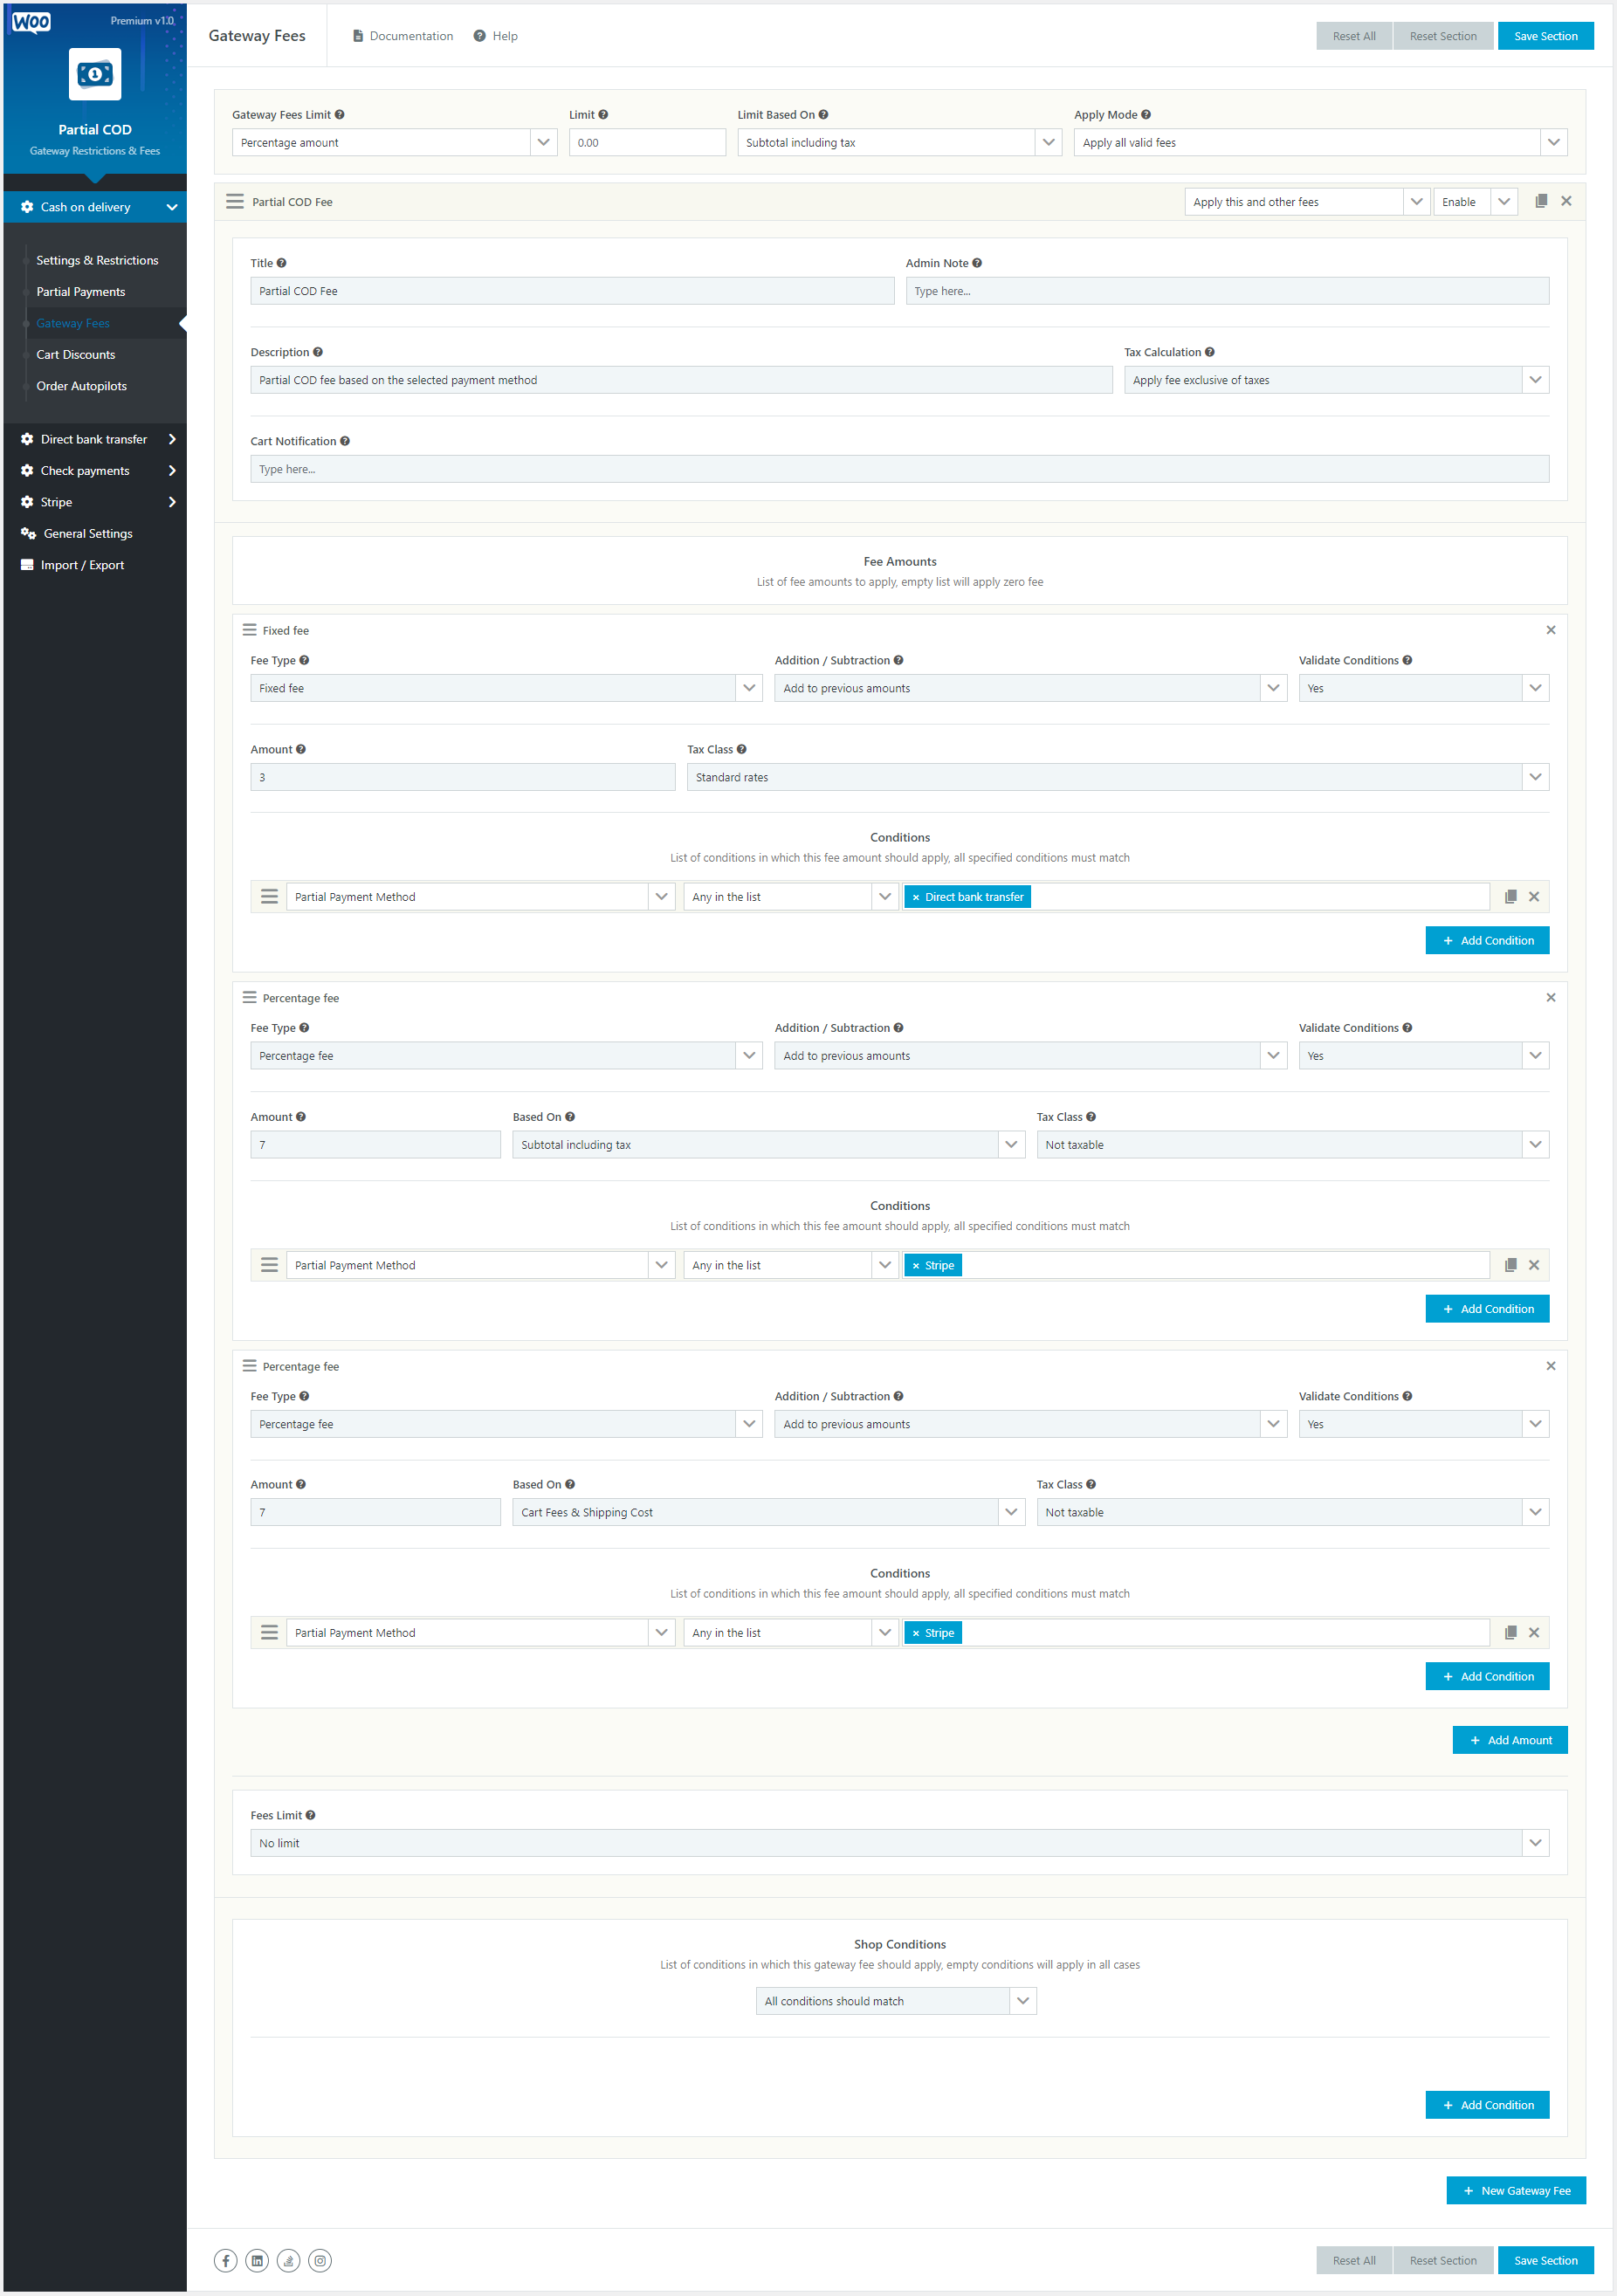 WOO
Premium v1.0
Partial COD
Gateway Restrictions & Fees
Cash on delivery
Settings & Restrictions
Partial Payments
Gateway Fees
Cart Discounts
Order Autopilots
Direct bank transfer
Check payments
Stripe
General Settings
Import / Export
Gateway Fees
Documentation
Help
Reset All
Reset Section
Save Section
Gateway Fees Limit
Limit
Limit Based On
Apply Mode
Percentage amount
0.00
Subtotal including tax
Apply all valid fees
Partial COD Fee
Apply this and other fees
Enable
Title
Admin Note
Partial COD Fee
Type here...
Description
Tax Calculation
Partial COD fee based on the selected payment method
Apply fee exclusive of taxes
Cart Notification
Type here...
Fee Amounts
List of fee amounts to apply, empty list will apply zero fee
Fixed fee
Fee Type
Addition / Subtraction
Validate Conditions
Fixed fee
Add to previous amounts
Yes
Amount
Tax Class
3
Standard rates
Conditions
List of conditions in which this fee amount should apply, all specified conditions must match
Partial Payment Method
Any in the list
× Direct bank transfer
+ Add Condition
Percentage fee
Fee Type
Addition / Subtraction
Validate Conditions
Percentage fee
Add to previous amounts
Yes
Amount
Based On
Tax Class
7
Subtotal including tax
Not taxable
Conditions
List of conditions in which this fee amount should apply, all specified conditions must match
Partial Payment Method
Any in the list
× Stripe
+ Add Condition
Percentage fee
Fee Type
Addition / Subtraction
Validate Conditions
Percentage fee
Add to previous amounts
Yes
Amount
Based On
Tax Class
7
Cart Fees & Shipping Cost
Not taxable
Conditions
List of conditions in which this fee amount should apply, all specified conditions must match
Partial Payment Method
Any in the list
× Stripe
+ Add Condition
+ Add Amount
Fees Limit
No limit
Shop Conditions
List of conditions in which this gateway fee should apply, empty conditions will apply in all cases
All conditions should match
+ Add Condition
+ New Gateway Fee
Reset All
Reset Section
Save Section